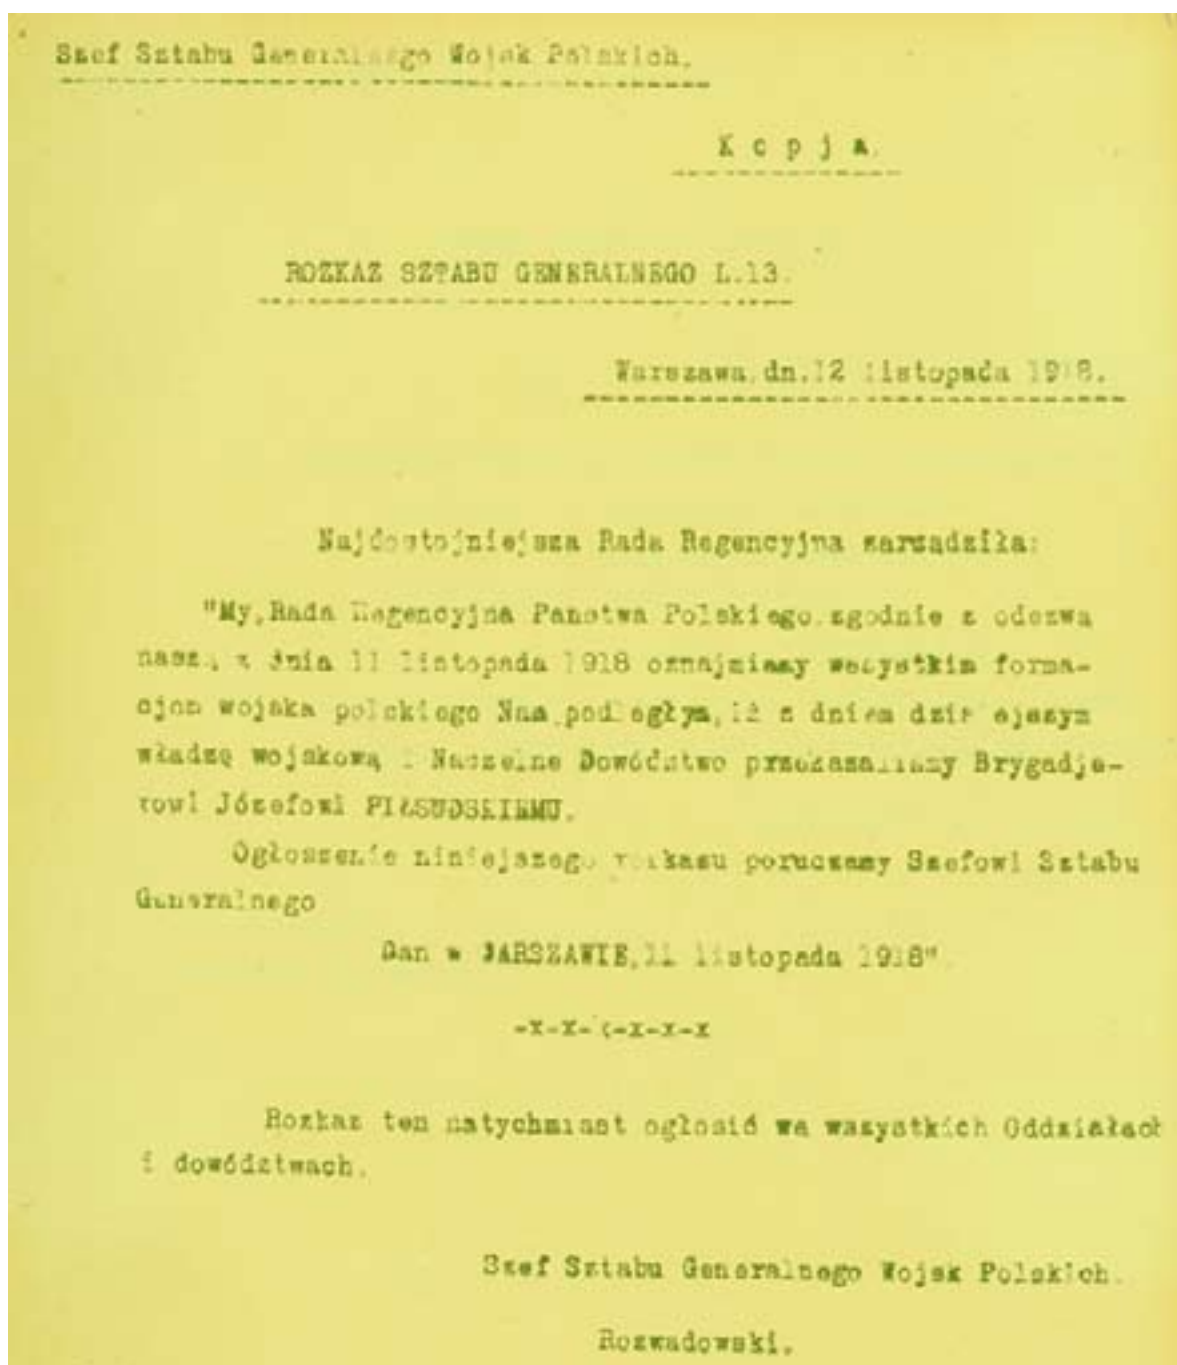 Szef Sztabu Generalnego Wojsk Polskich.
Kopja.
ROZKAZ SZTABU GENERALNEGO L.13.
Warszawa, dn.12 listopada 1918.
Najdostojniejsza Rada Regencyjna zarządziła:
"My, Rada Regencyjna Państwa Polskiego, zgodnie z odezwą
naszą z dnia 11 listopada 1918 oznajmiamy wszystkim forma-
cjom wojska polskiego Nam podległym, iż z dniem dzisiejszym
władzę wojskową i Naczelne Dowództwo przekazaliśmy Brygadje-
rowi Józefowi PIŁSUDSKIEMU.
Ogłoszenie niniejszego rozkazu poruczamy Szefowi Sztabu
Generalnego
Dan w WARSZAWIE, 11 listopada 1918".
-x-x-x-x-x-x
Rozkaz ten natychmiast ogłosić we wszystkich Oddziałach
i dowództwach.
Szef Sztabu Generalnego Wojsk Polskich.
Rozwadowski.